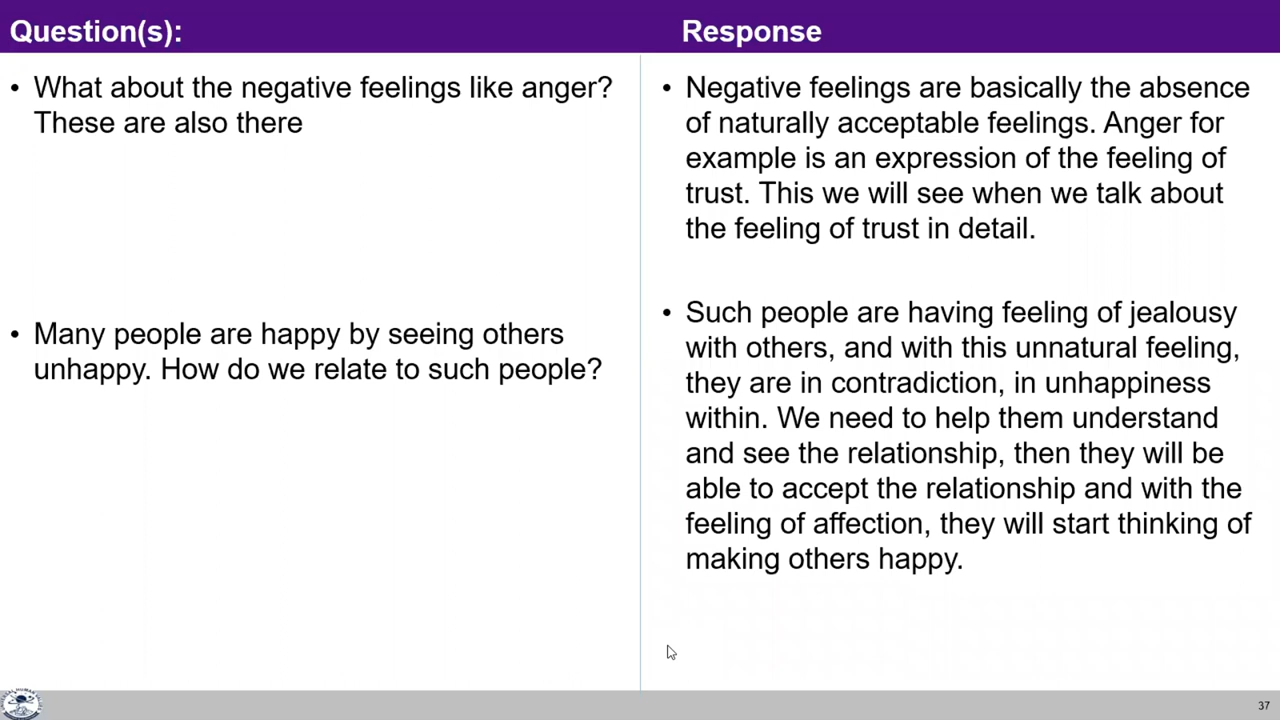 Question(s):
Response
• What about the negative feelings like anger?
These are also there
• Negative feelings are basically the absence
of naturally acceptable feelings. Anger for
example is an expression of the feeling of
trust. This we will see when we talk about
the feeling of trust in detail.
• Many people are happy by seeing others
unhappy. How do we relate to such people?
• Such people are having feeling of jealousy
with others, and with this unnatural feeling,
they are in contradiction, in unhappiness
within. We need to help them understand
and see the relationship, then they will be
able to accept the relationship and with the
feeling of affection, they will start thinking of
making others happy.
37